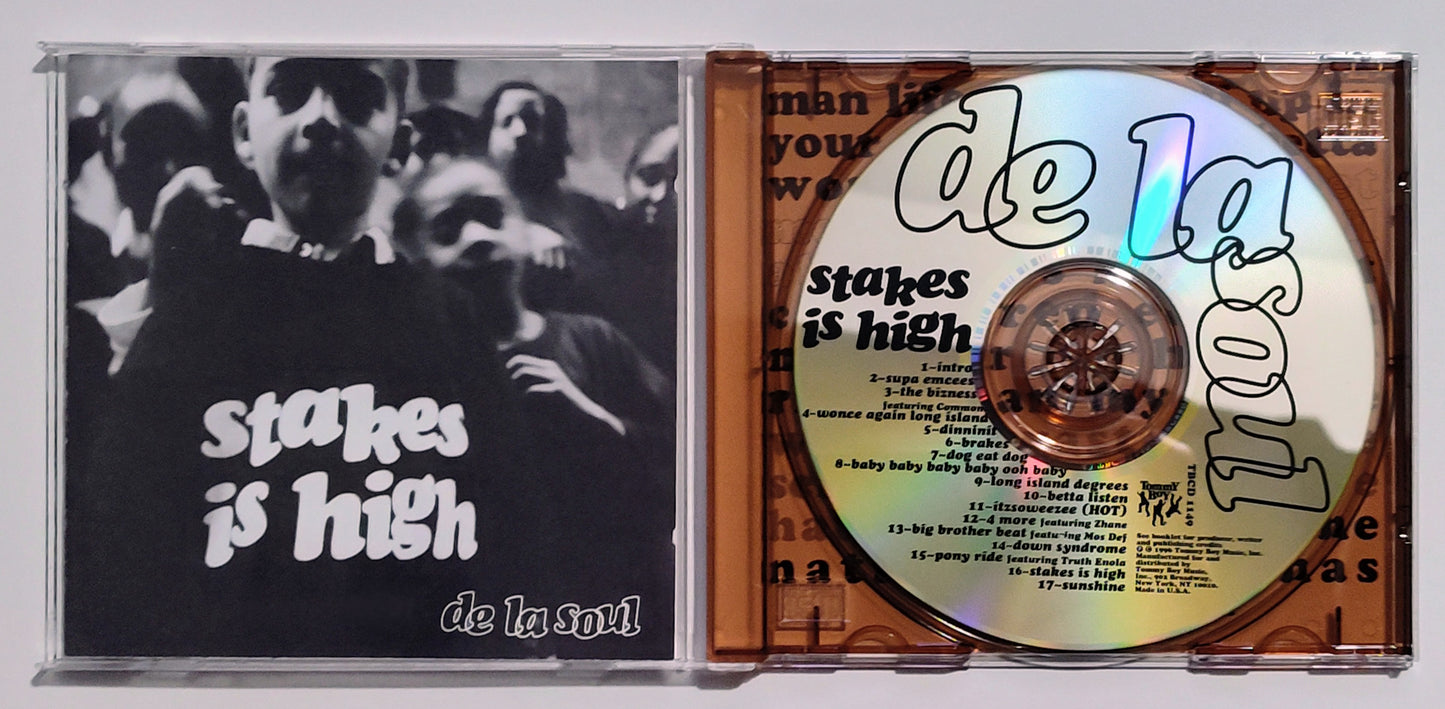 stakes
is high
de la soul
man life
up in
your
wo
de la
soul
stakes
is high
1-intro
2-supa emcees
3-the bizness
featuring Common
4-wonce again long island
5-dinninit
6-brakes
7-dog eat dog
8-baby baby baby baby ooh baby
9-long island degrees
10-betta listen
11-itzsoweezee (HOT)
12-4 more featuring Zhane
13-big brother beat featuring Mos Def
14-down syndrome
15-pony ride featuring Truth Enola
16-stakes is high
17-sunshine
TBCD 1149
Tommy
Boy
See booklet for producer, writer
and publishing credits.
℗ © 1996 Tommy Boy Music, Inc.
Manufactured for and
distributed by
Tommy Boy Music,
Inc., 902 Broadway,
New York, NY 10010.
Made in U.S.A.